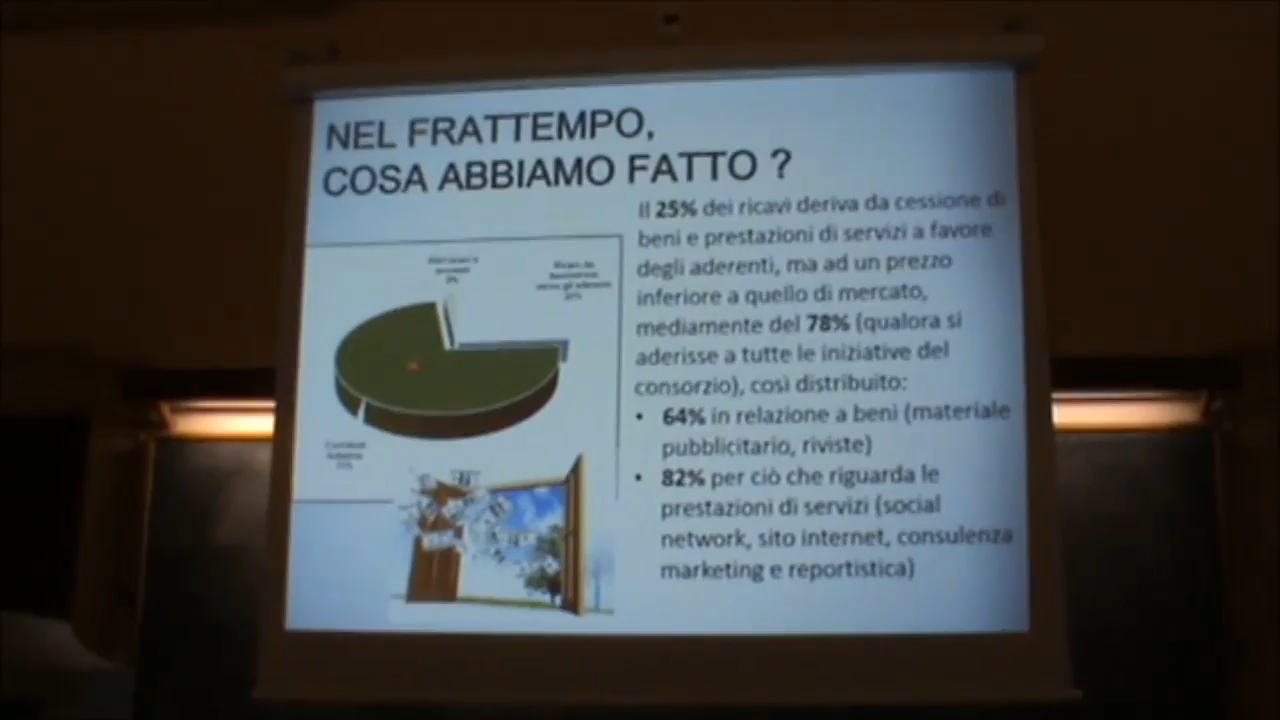 NEL FRATTEMPO,
COSA ABBIAMO FATTO ?
Il 25% dei ricavi deriva da cessione di
beni e prestazioni di servizi a favore
degli aderenti, ma ad un prezzo
inferiore a quello di mercato,
mediamente del 78% (qualora si
aderisse a tutte le iniziative del
consorzio), così distribuito:
• 64% in relazione a beni (materiale
pubblicitario, riviste)
• 82% per ciò che riguarda le
prestazioni di servizi (social
network, sito internet, consulenza
marketing e reportistica)